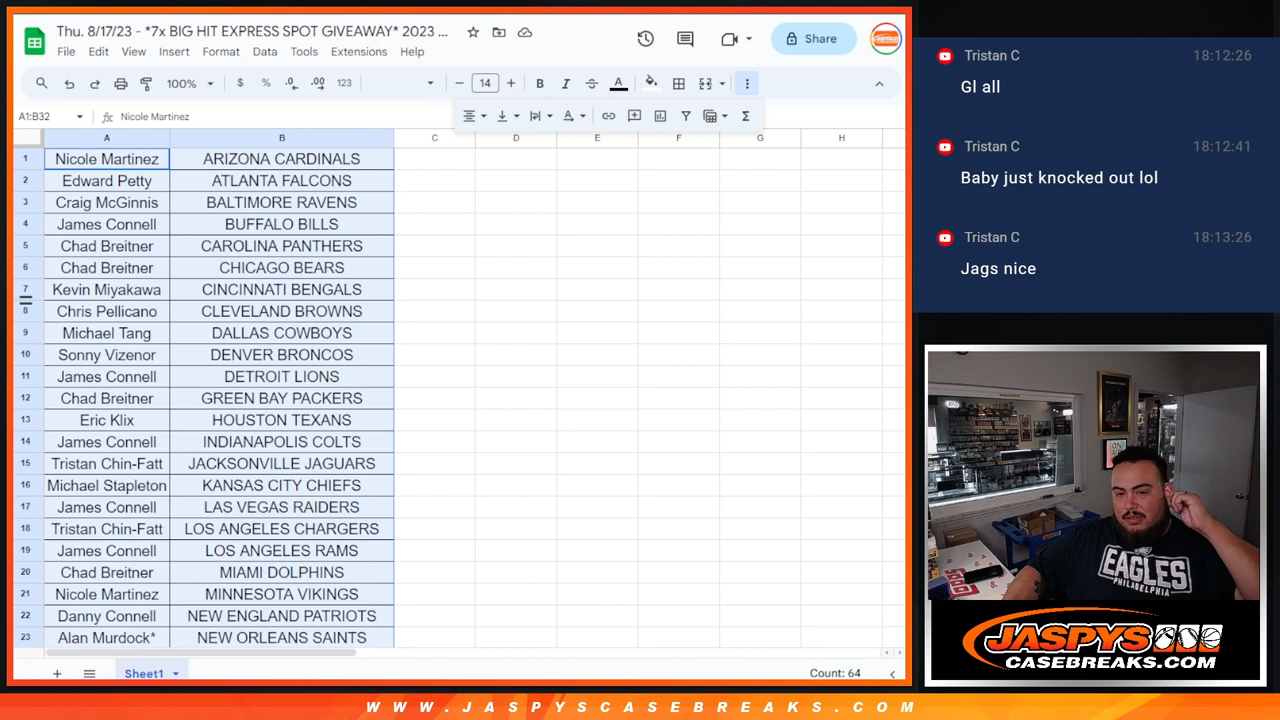 Thu. 8/17/23 - *7x BIG HIT EXPRESS SPOT GIVEAWAY* 2023 ...
File Edit View Insert Format Data Tools Extensions Help
Share
100% $ % .0 .00 123 14 B I A
A1:B32 fx Nicole Martinez
A B C D E F G H
1 Nicole Martinez ARIZONA CARDINALS
2 Edward Petty ATLANTA FALCONS
3 Craig McGinnis BALTIMORE RAVENS
4 James Connell BUFFALO BILLS
5 Chad Breitner CAROLINA PANTHERS
6 Chad Breitner CHICAGO BEARS
7 Kevin Miyakawa CINCINNATI BENGALS
8 Chris Pellicano CLEVELAND BROWNS
9 Michael Tang DALLAS COWBOYS
10 Sonny Vizenor DENVER BRONCOS
11 James Connell DETROIT LIONS
12 Chad Breitner GREEN BAY PACKERS
13 Eric Klix HOUSTON TEXANS
14 James Connell INDIANAPOLIS COLTS
15 Tristan Chin-Fatt JACKSONVILLE JAGUARS
16 Michael Stapleton KANSAS CITY CHIEFS
17 James Connell LAS VEGAS RAIDERS
18 Tristan Chin-Fatt LOS ANGELES CHARGERS
19 James Connell LOS ANGELES RAMS
20 Chad Breitner MIAMI DOLPHINS
21 Nicole Martinez MINNESOTA VIKINGS
22 Danny Connell NEW ENGLAND PATRIOTS
23 Alan Murdock* NEW ORLEANS SAINTS
Sheet1 Count: 64
Tristan C 18:12:26
Gl all
Tristan C 18:12:41
Baby just knocked out lol
Tristan C 18:13:26
Jags nice
EAGLES
PHILADELPHIA
JASPYS
CASEBREAKS.COM
WWW.JASPYSCASEBREAKS.COM